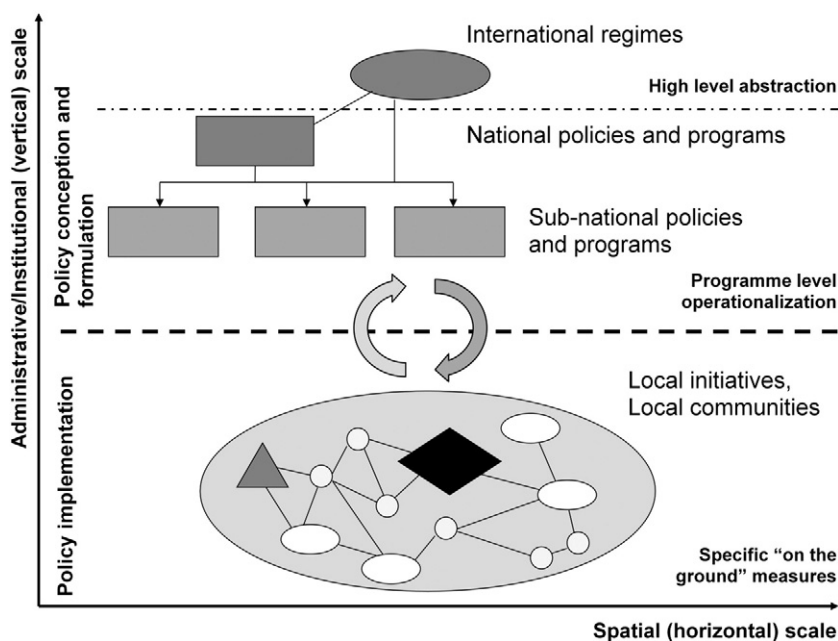 Administrative/Institutional (vertical) scale
Policy conception and
formulation
Policy implementation
International regimes
High level abstraction
National policies and programs
Sub-national policies
and programs
Programme level
operationalization
Local initiatives,
Local communities
Specific “on the
ground” measures
Spatial (horizontal) scale